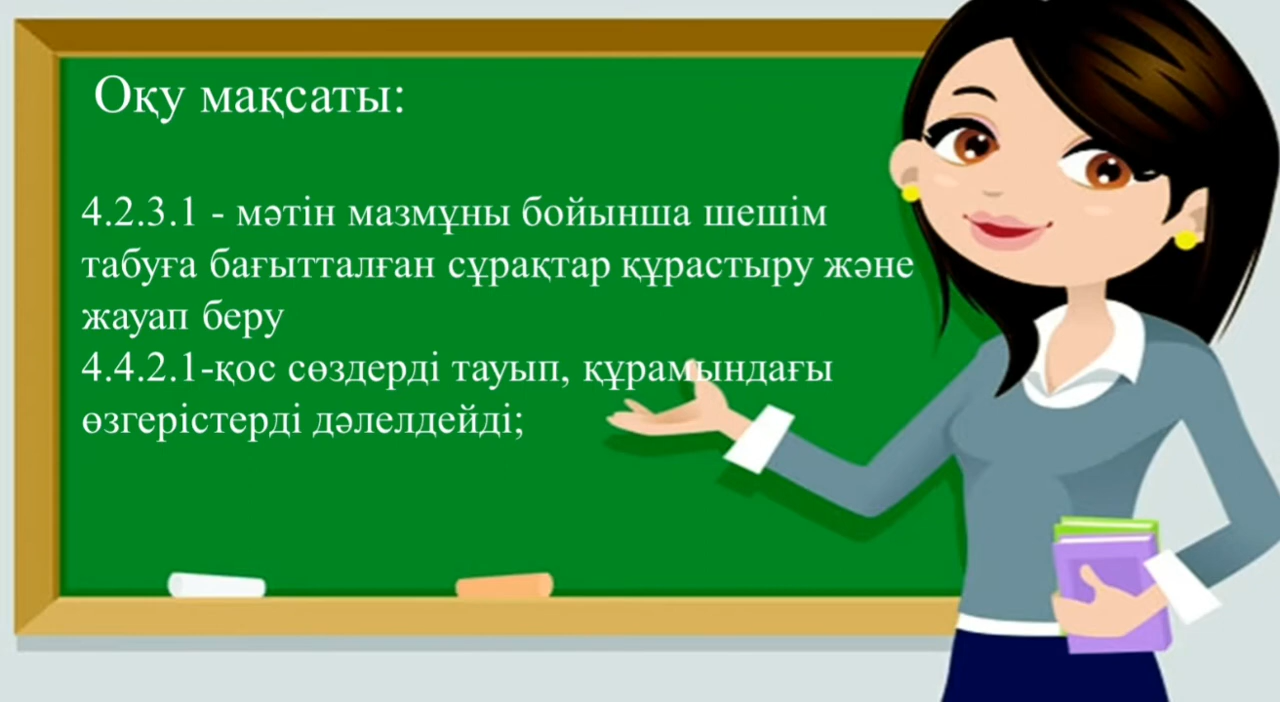 Оқу мақсаты:
4.2.3.1 - мәтін мазмұны бойынша шешім
табуға бағытталған сұрақтар құрастыру және
жауап беру
4.4.2.1-қос сөздерді тауып, құрамындағы
өзгерістерді дәлелдейді;